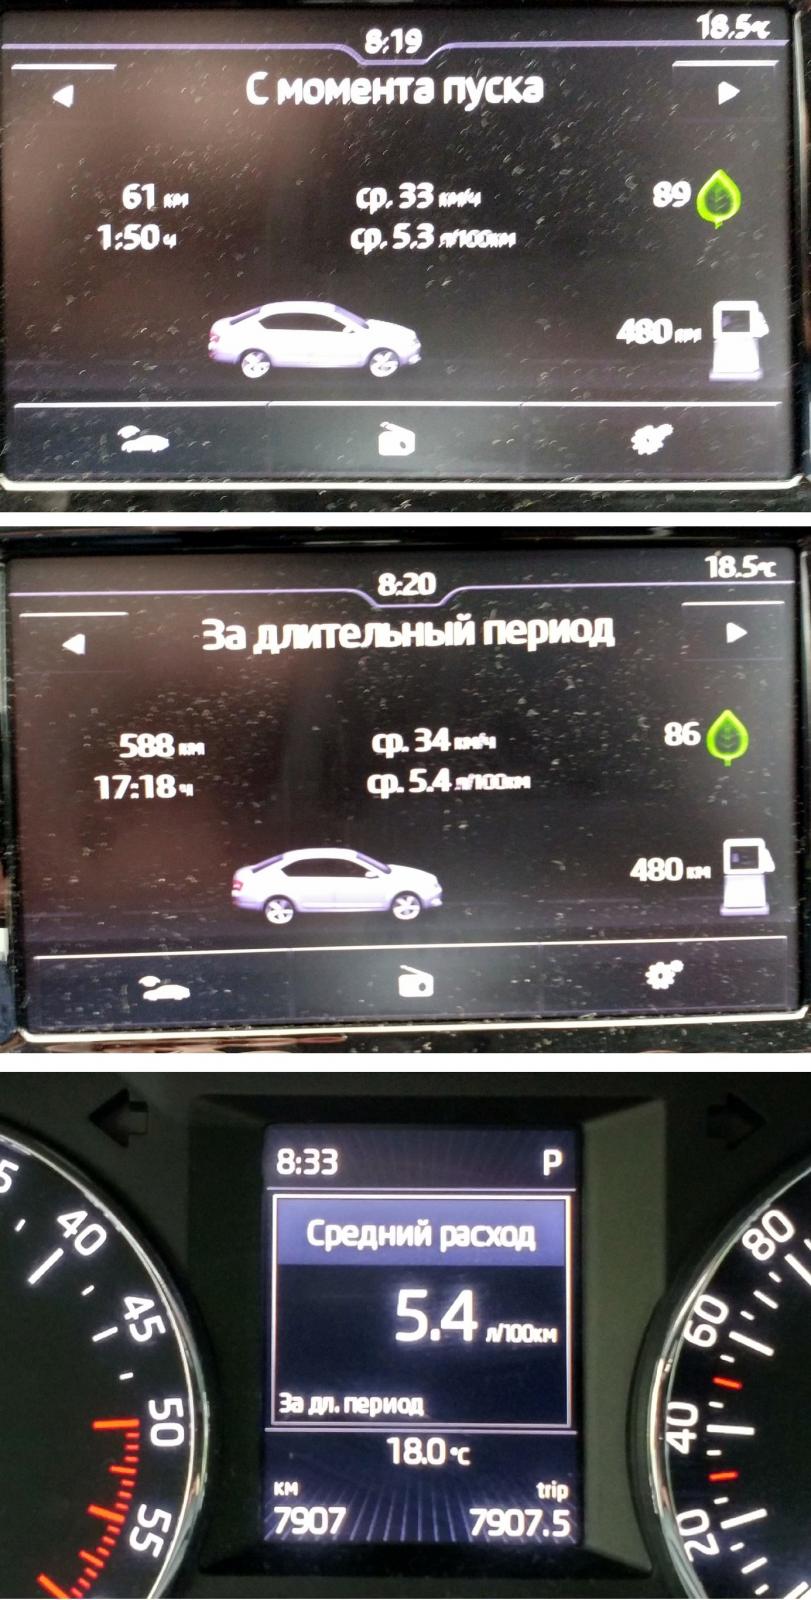 8:19
18.5°C
С момента пуска
61 км
ср. 33 км/ч
89
1:50 ч
ср. 5.3 л/100км
480 км
8:20
18.5°C
За длительный период
588 км
ср. 34 км/ч
86
17:18 ч
ср. 5.4 л/100км
480 км
8:33
P
Средний расход
5.4 л/100км
За дл. период
18.0 °C
км
trip
7907
7907.5
5
40
45
50
55
80
60
40
20